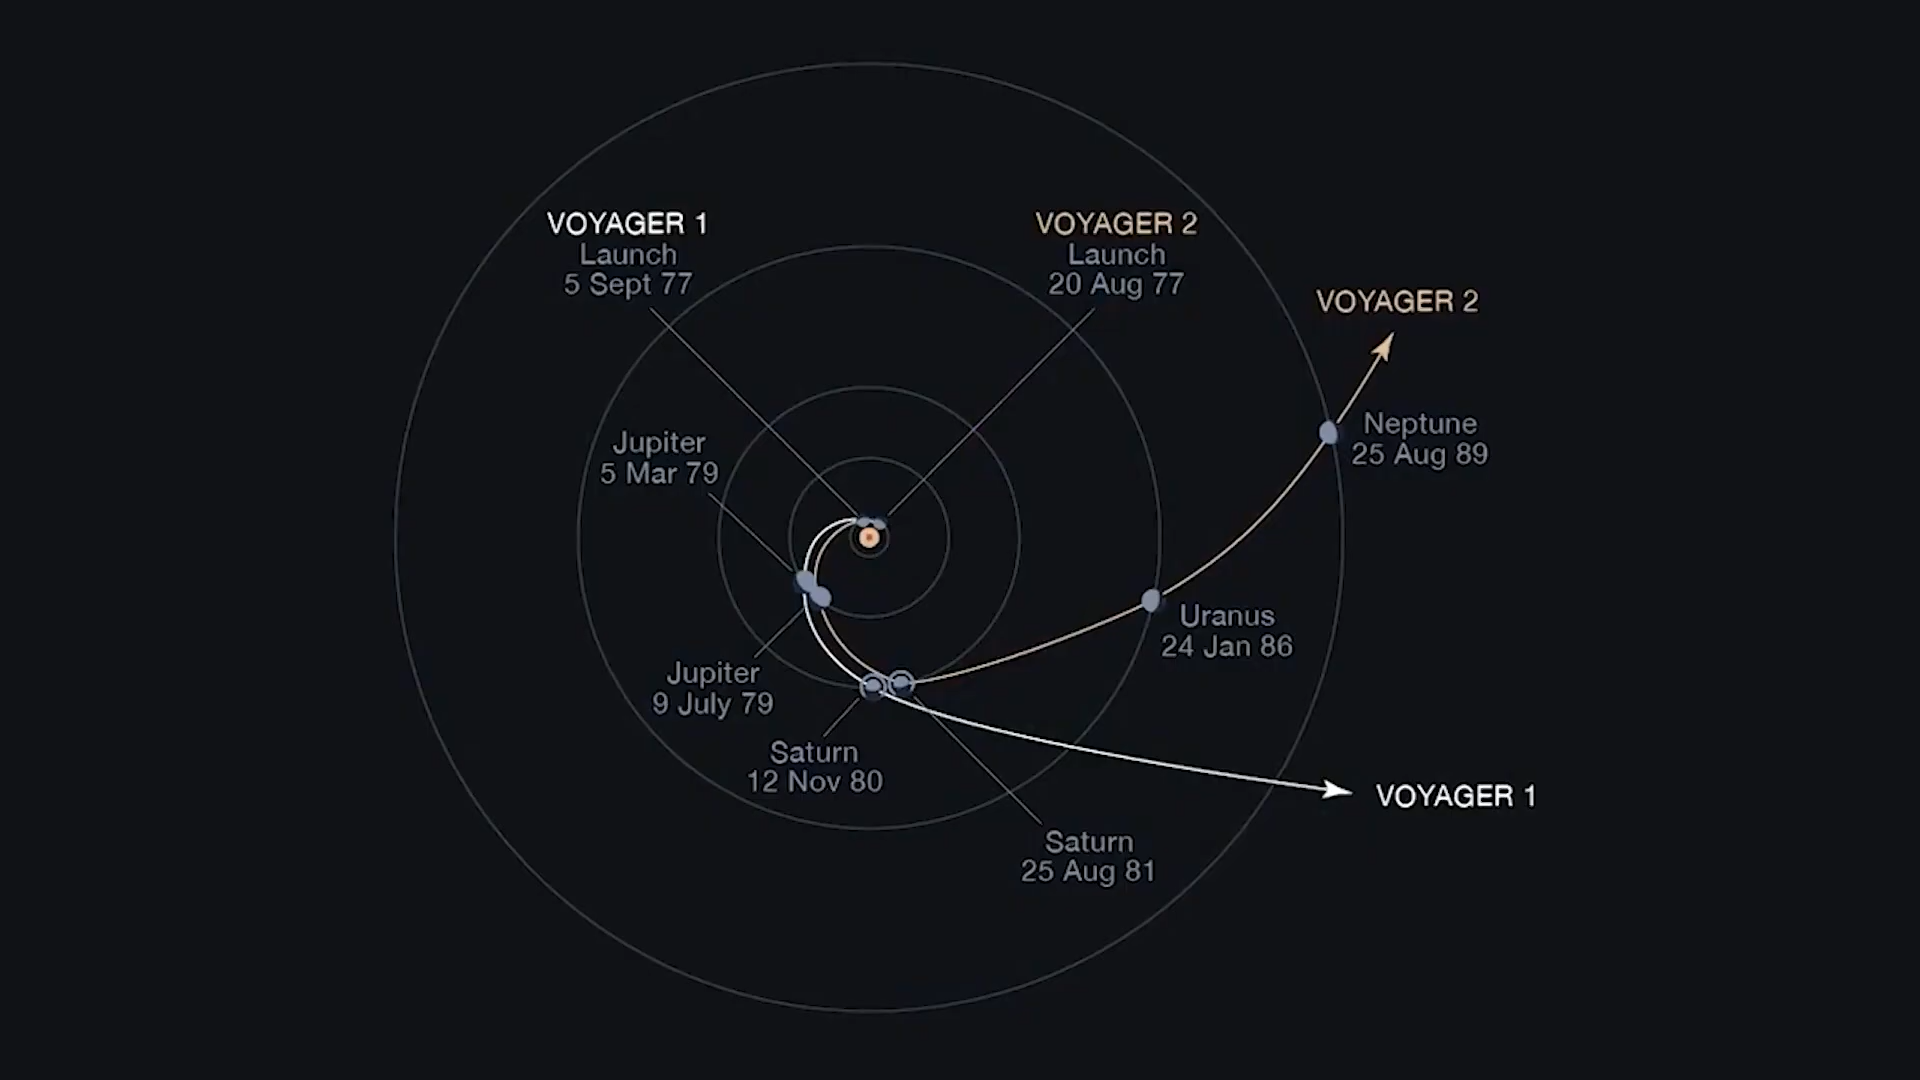 VOYAGER 1
Launch
5 Sept 77
VOYAGER 2
Launch
20 Aug 77
VOYAGER 2
Neptune
25 Aug 89
Jupiter
5 Mar 79
Uranus
24 Jan 86
Jupiter
9 July 79
Saturn
12 Nov 80
VOYAGER 1
Saturn
25 Aug 81